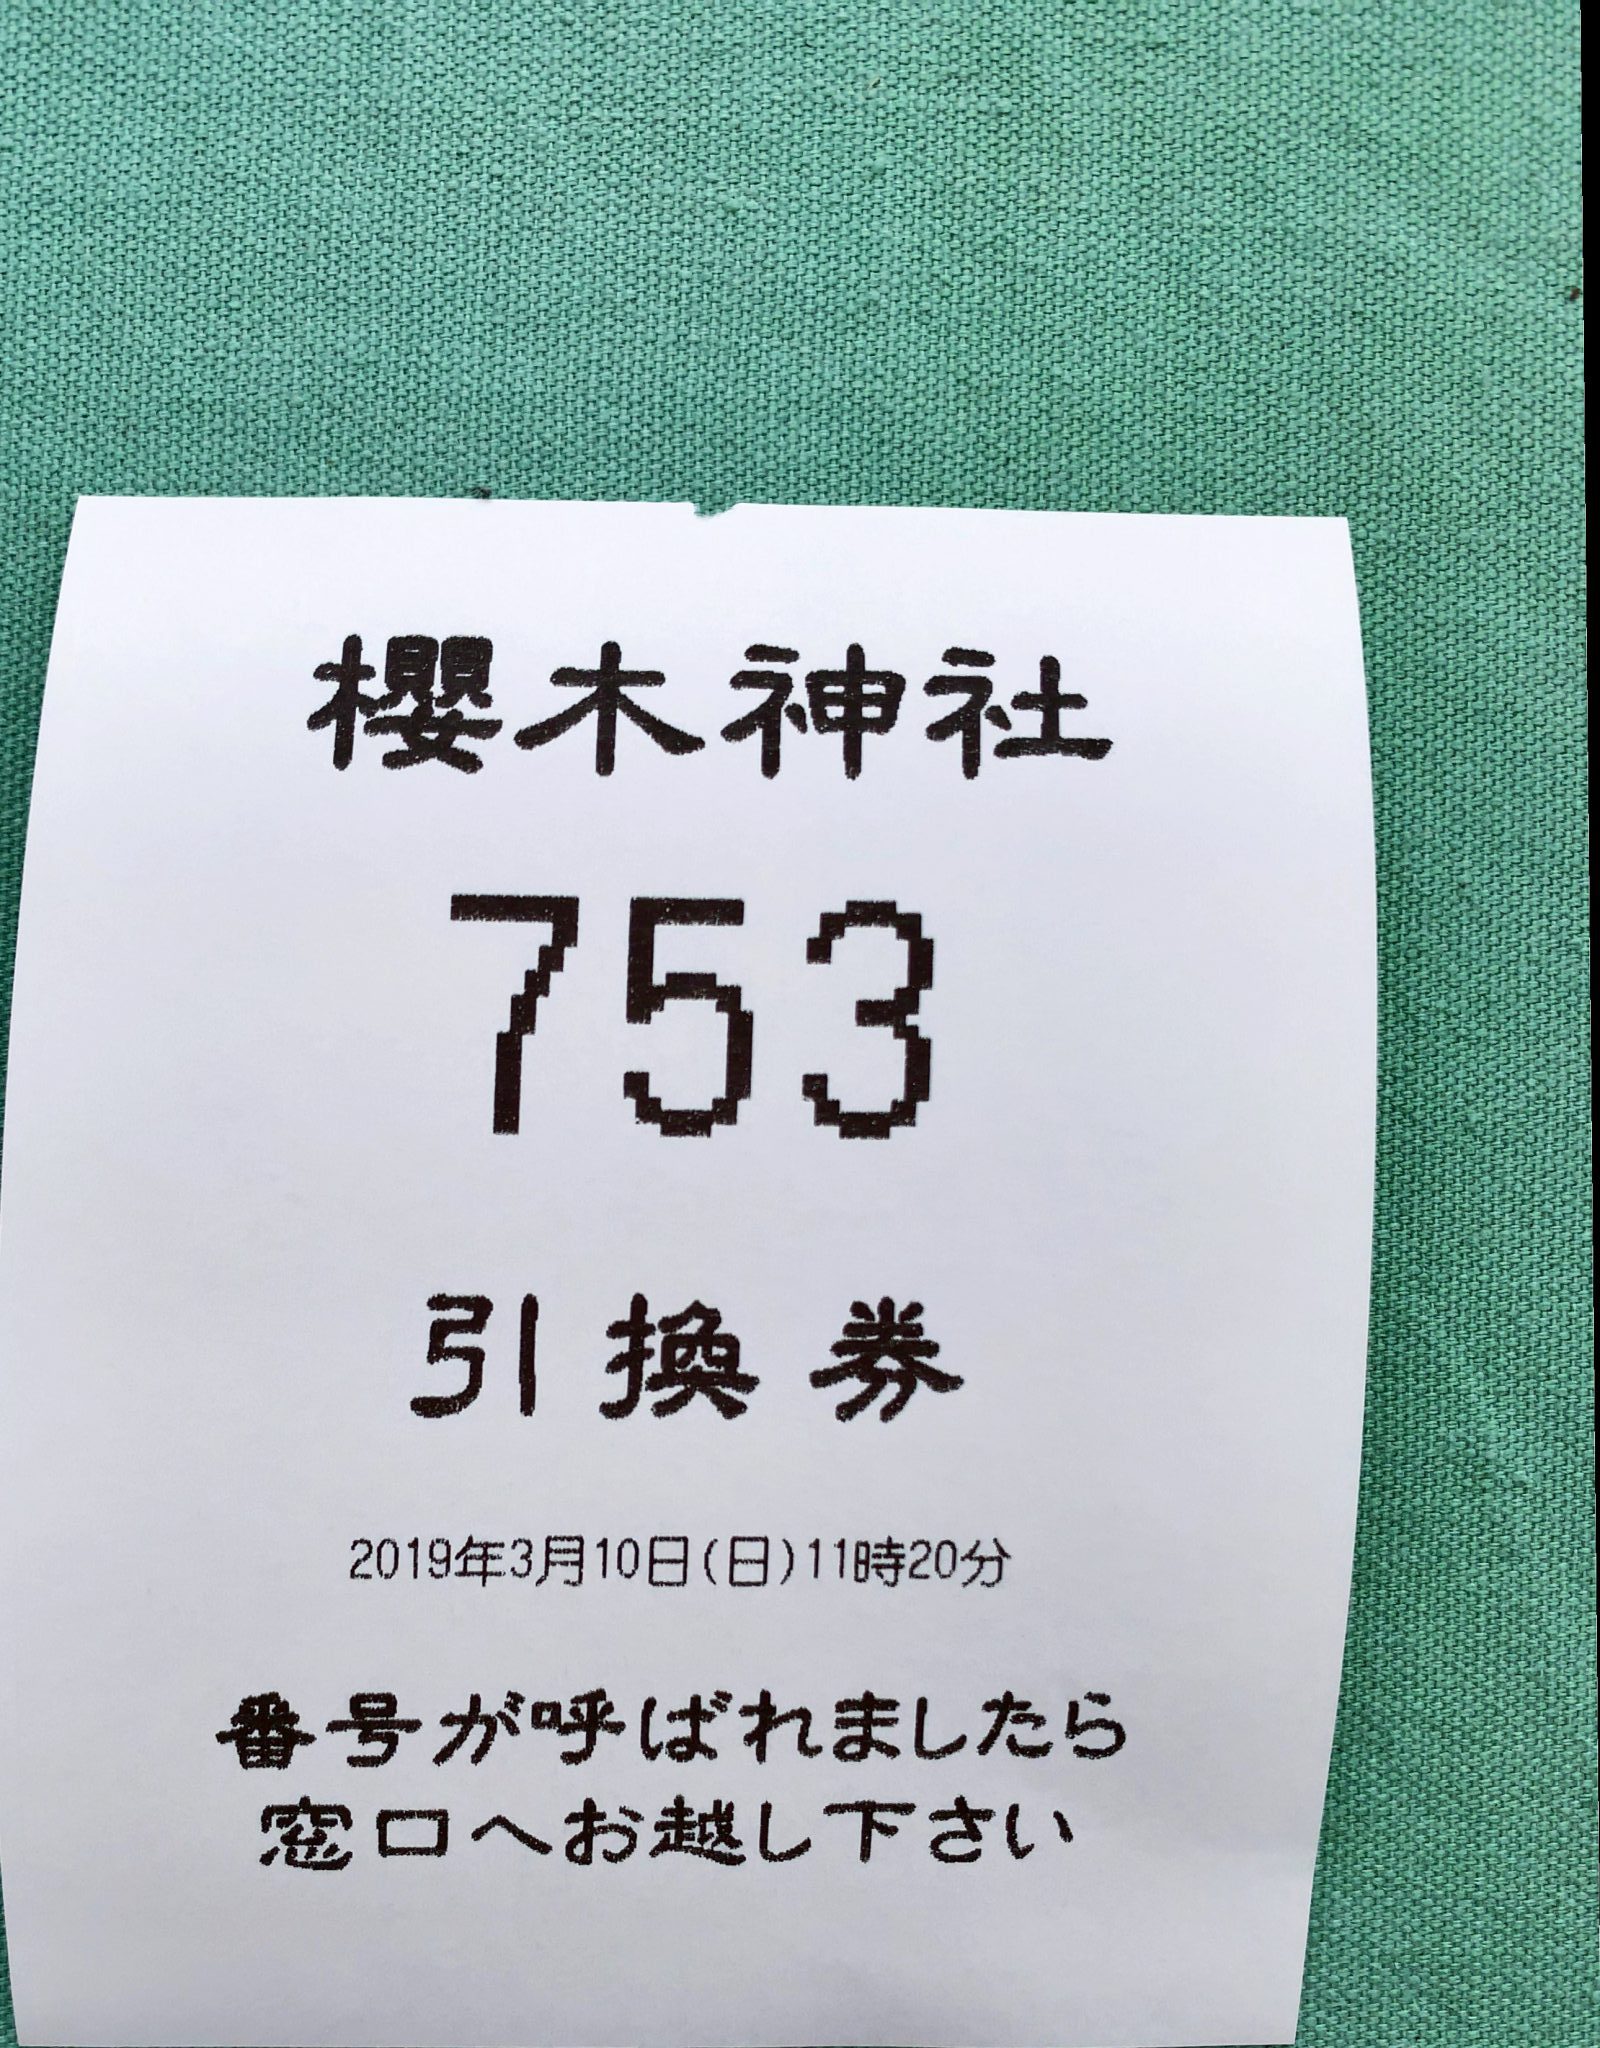 櫻木神社
753
引換券
2019年3月10日(日)11時20分
番号が呼ばれましたら
窓口へお越し下さい